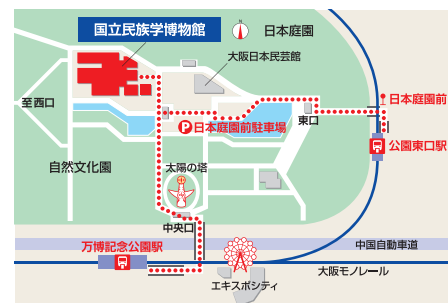 国立民族学博物館
日本庭園
大阪日本民芸館
至西口
日本庭園前
東口
P日本庭園前駐車場
公園東口駅
自然文化園
太陽の塔
中央口
万博記念公園駅
中国自動車道
大阪モノレール
エキスポシティ